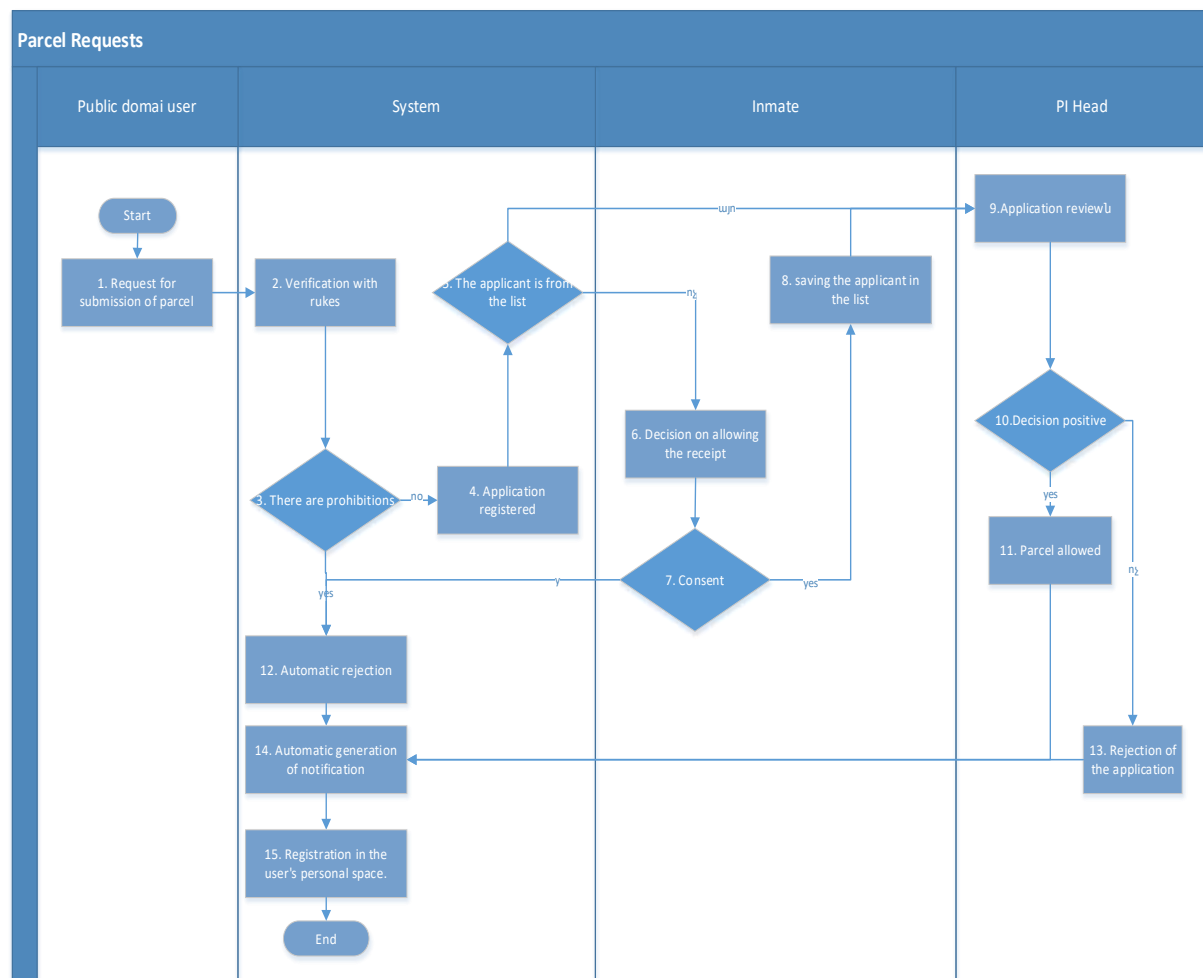 Parcel Requests
Public domai user
System
Inmate
PI Head
Start
1. Request for
submission of parcel
2. Verification with
rukes
3. There are prohibitions
no
4. Application
registered
5. The applicant is from
the list
այո
ոչ
6. Decision on allowing
the receipt
7. Consent
yes
8. saving the applicant in
the list
9.Application reviewն
10.Decision positive
yes
11. Parcel allowed
ոչ
13. Rejection of
the application
yes
12. Automatic rejection
14. Automatic generation
of notification
15. Registration in the
user's personal space.
End